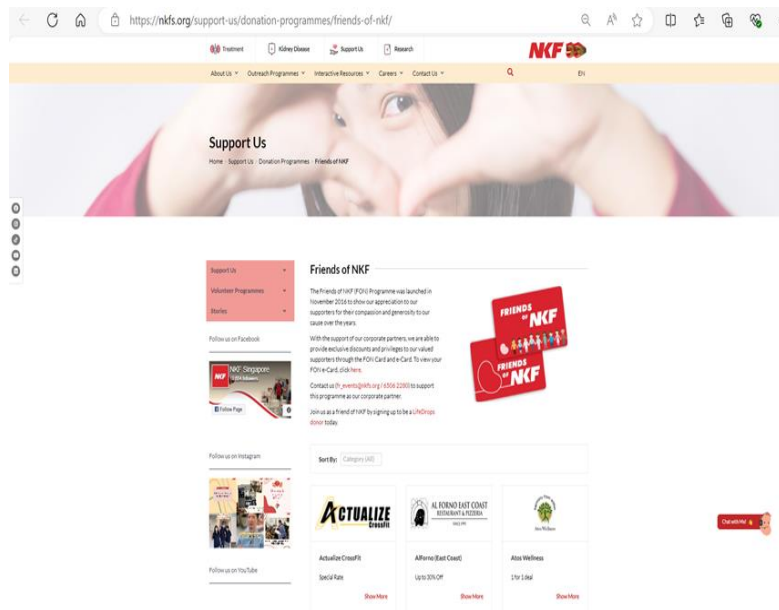 https://nkfs.org/support-us/donation-programmes/friends-of-nkf/
Treatment
Kidney Disease
Support Us
Research
NKF
About Us
Outreach Programmes
Interactive Resources
Careers
Contact Us
EN
Support Us
Home · Support Us · Donation Programmes · Friends of NKF
Support Us
Volunteer Programmes
Stories
Follow us on Facebook
NKF
NKF Singapore
Follow Page
Follow us on Instagram
Follow us on YouTube
Friends of NKF
The Friends of NKF (FON) Programme was launched in
November 2016 to show our appreciation to our
supporters for their compassion and generosity to our
cause over the years.
With the support of our corporate partners, we are able to
provide exclusive discounts and privileges to our valued
supporters through the FON Card and e-Card. To view your
FON e-Card, click here.
Contact us (fr_events@nkfs.org / 6506 2280) to support
this programme as our corporate partner.
Join us as a friend of NKF by signing up to be a LifeDrops
donor today.
FRIENDS
OF NKF
FRIENDS
OF NKF
Sort By: Category (All)
ACTUALIZE
CrossFit
Actualize CrossFit
Special Rate
Show More
AL FORNO EAST COAST
RESTAURANT & PIZZERIA
AlForno (East Coast)
Up to 30% Off
Show More
Atos Wellness
Atos Wellness
1 for 1 deal
Show More
Chat with Me!